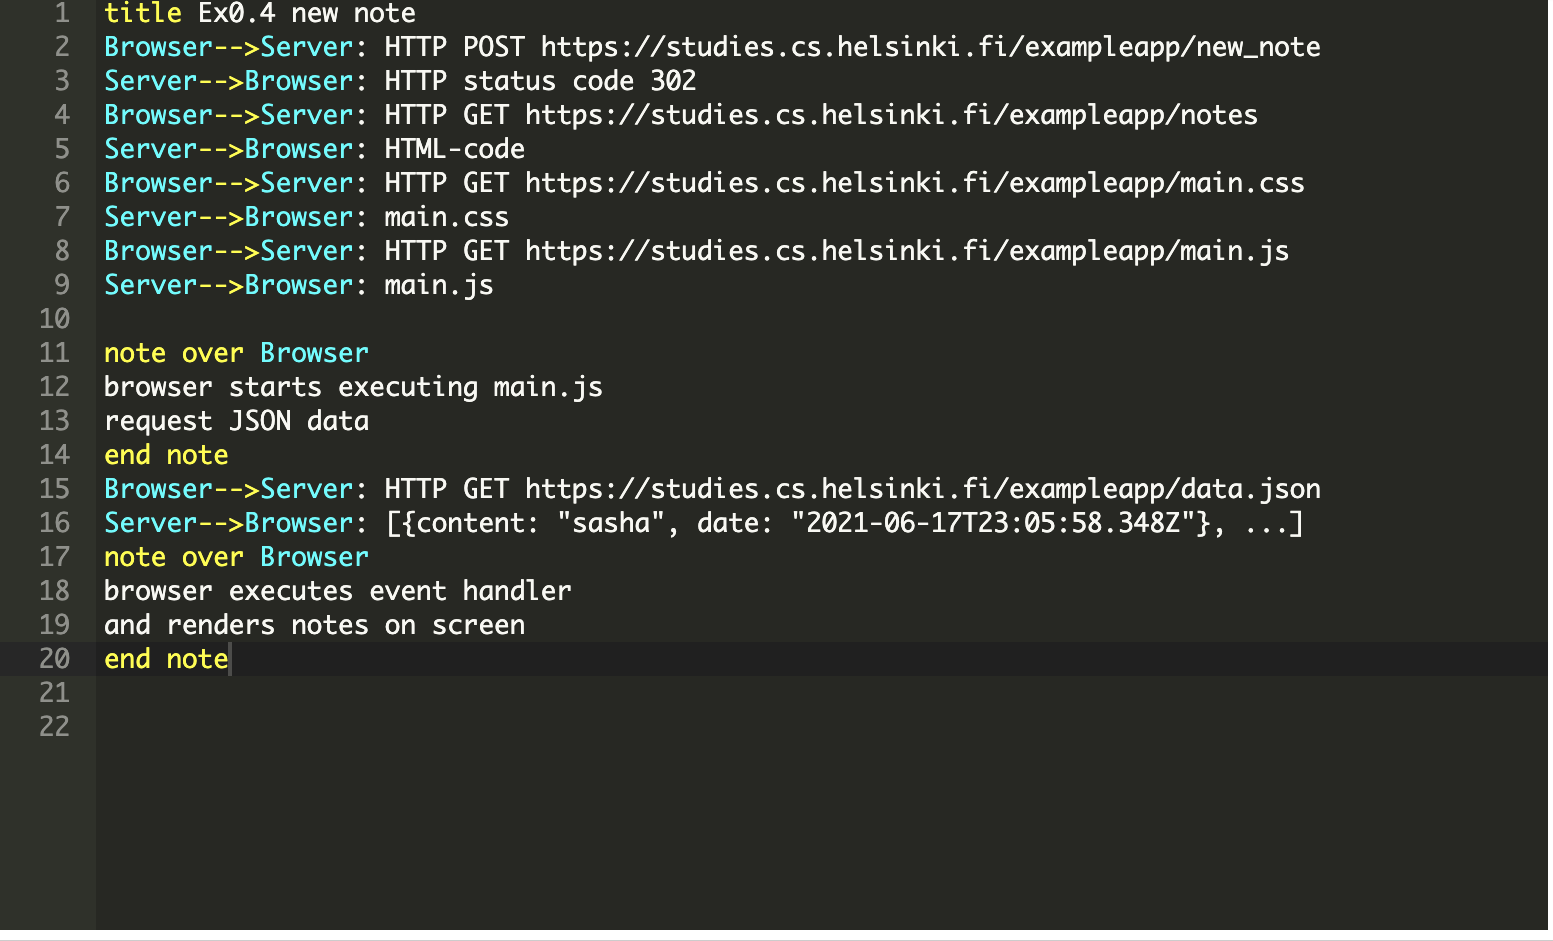 1 title Ex0.4 new note
2 Browser-->Server: HTTP POST https://studies.cs.helsinki.fi/exampleapp/new_note
3 Server-->Browser: HTTP status code 302
4 Browser-->Server: HTTP GET https://studies.cs.helsinki.fi/exampleapp/notes
5 Server-->Browser: HTML-code
6 Browser-->Server: HTTP GET https://studies.cs.helsinki.fi/exampleapp/main.css
7 Server-->Browser: main.css
8 Browser-->Server: HTTP GET https://studies.cs.helsinki.fi/exampleapp/main.js
9 Server-->Browser: main.js
10
11 note over Browser
12 browser starts executing main.js
13 request JSON data
14 end note
15 Browser-->Server: HTTP GET https://studies.cs.helsinki.fi/exampleapp/data.json
16 Server-->Browser: [{content: "sasha", date: "2021-06-17T23:05:58.348Z"}, ...]
17 note over Browser
18 browser executes event handler
19 and renders notes on screen
20 end note
21
22